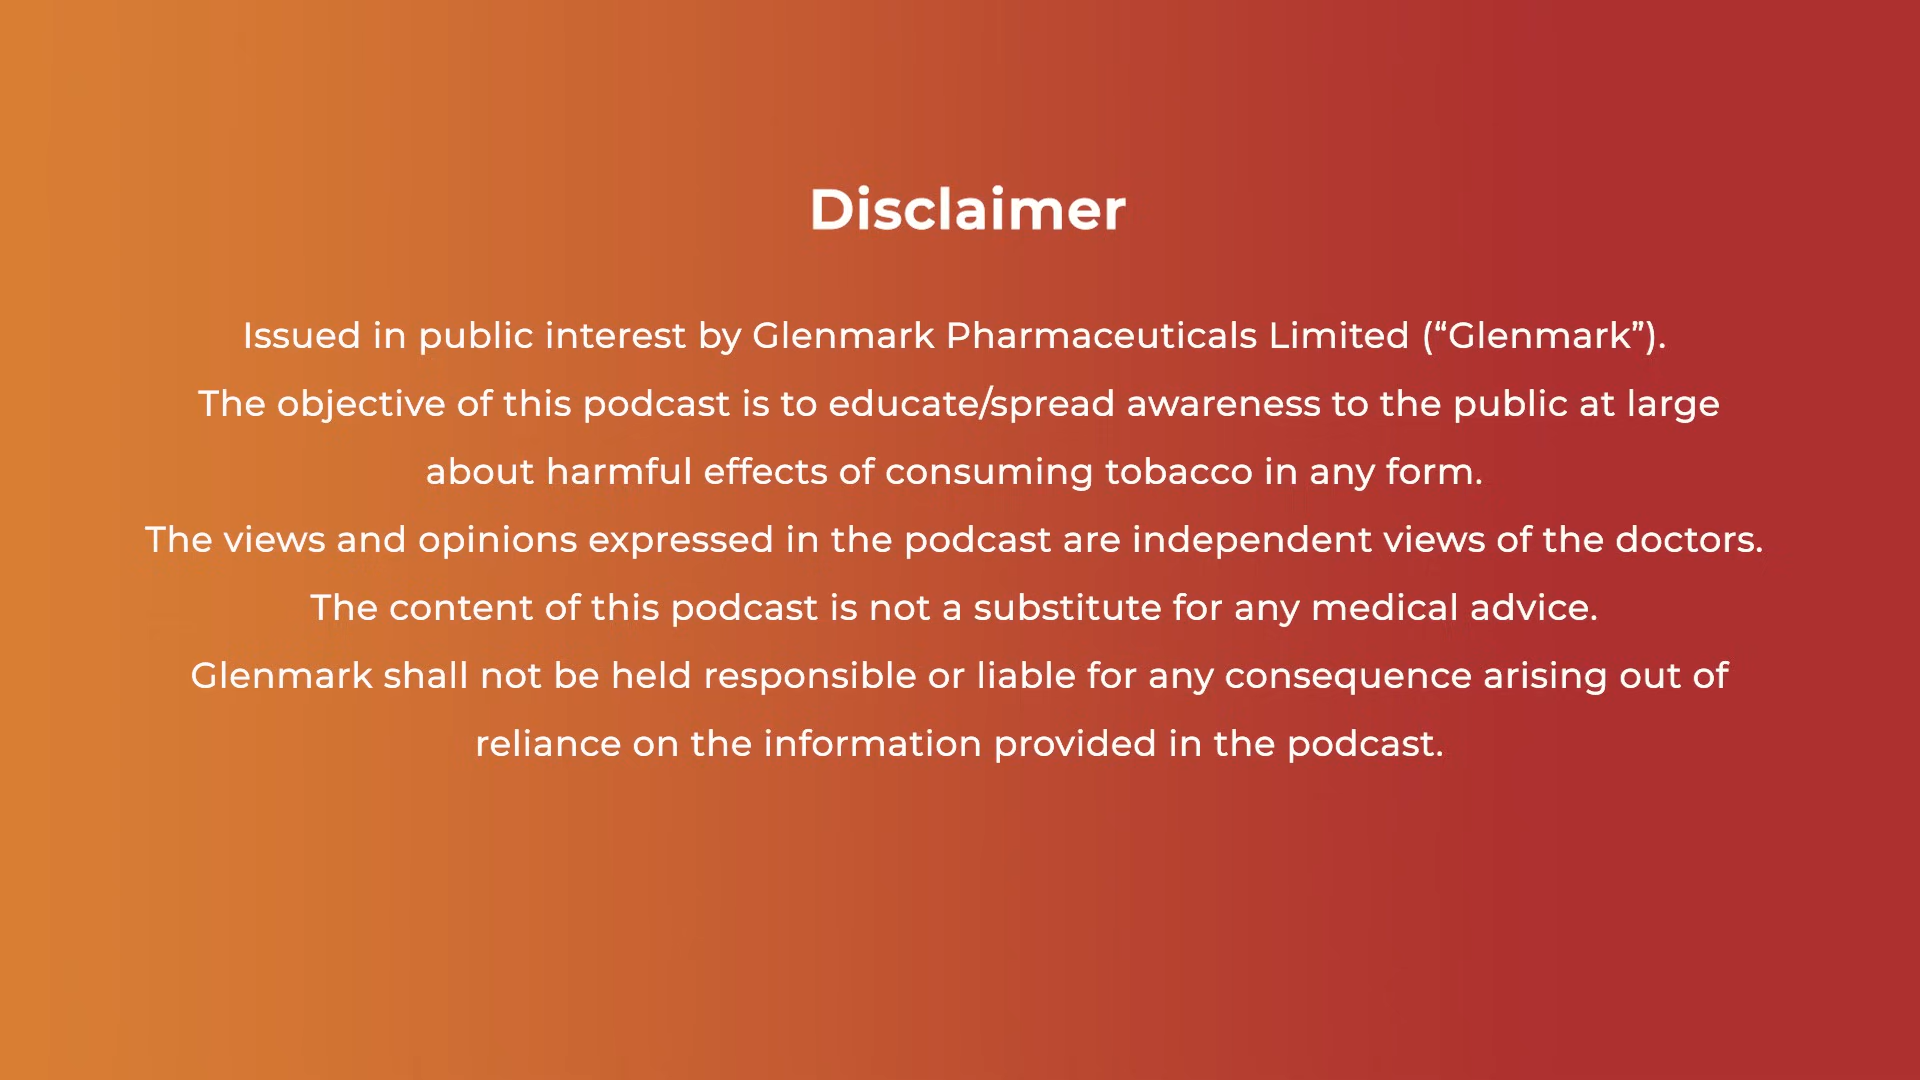 Disclaimer
Issued in public interest by Glenmark Pharmaceuticals Limited (“Glenmark”).
The objective of this podcast is to educate/spread awareness to the public at large
about harmful effects of consuming tobacco in any form.
The views and opinions expressed in the podcast are independent views of the doctors.
The content of this podcast is not a substitute for any medical advice.
Glenmark shall not be held responsible or liable for any consequence arising out of
reliance on the information provided in the podcast.